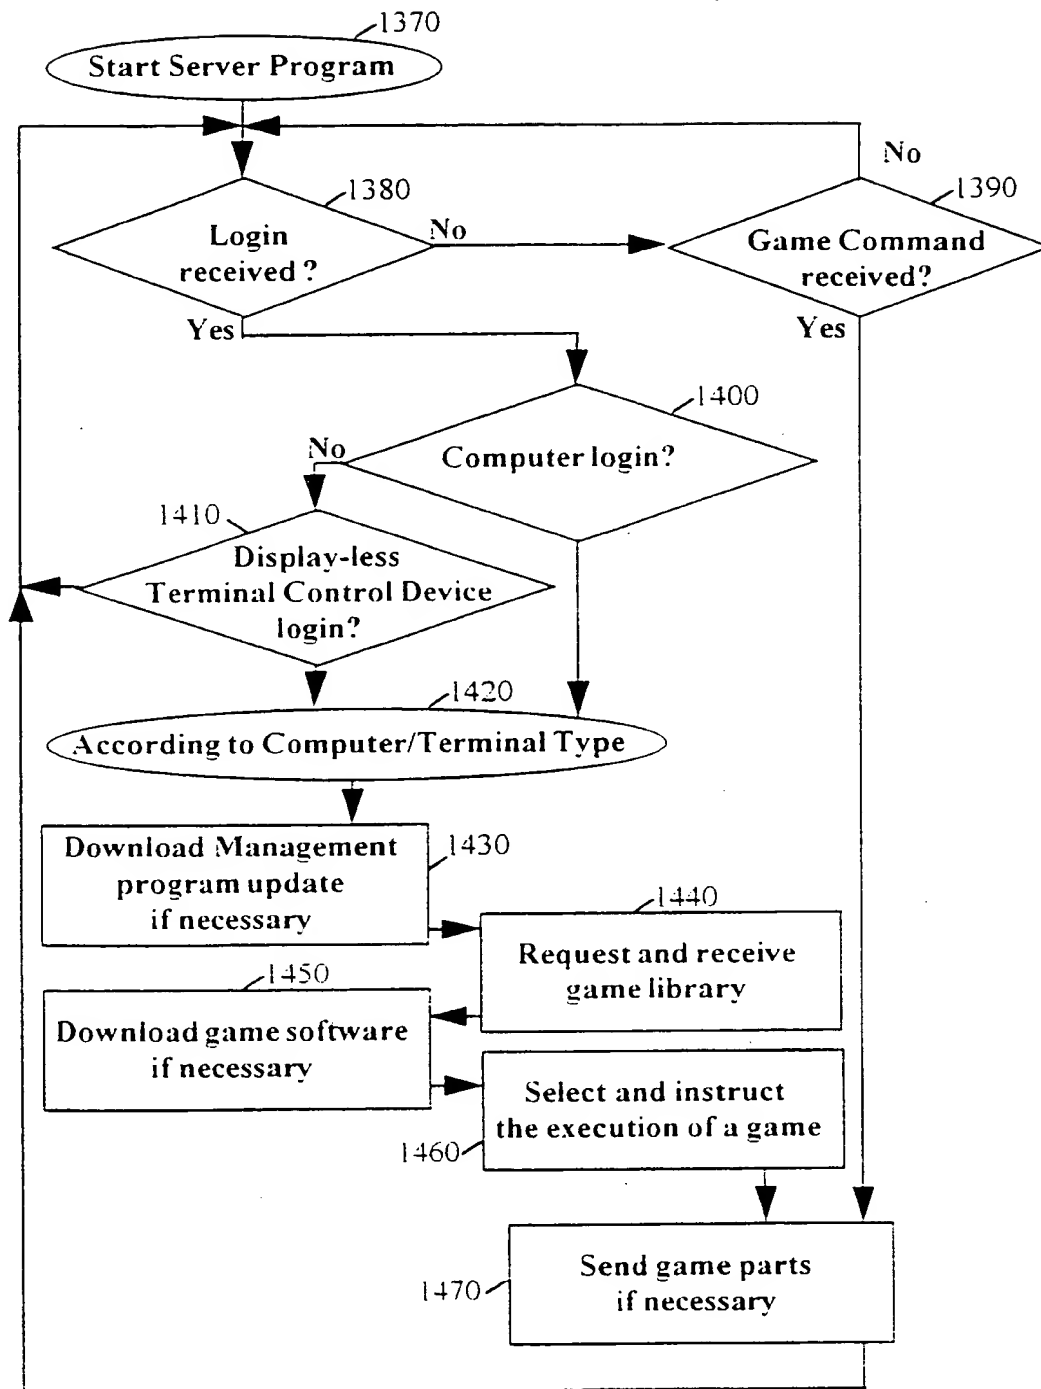 1370
Start Server Program
No
1380
1390
Login
received ?
No
Game Command
received?
Yes
Yes
1400
No
Computer login?
1410
Display-less
Terminal Control Device
login?
1420
According to Computer/Terminal Type
Download Management
program update
if necessary
1430
1440
Request and receive
game library
1450
Download game software
if necessary
Select and instruct
the execution of a game
1460
Send game parts
if necessary
1470